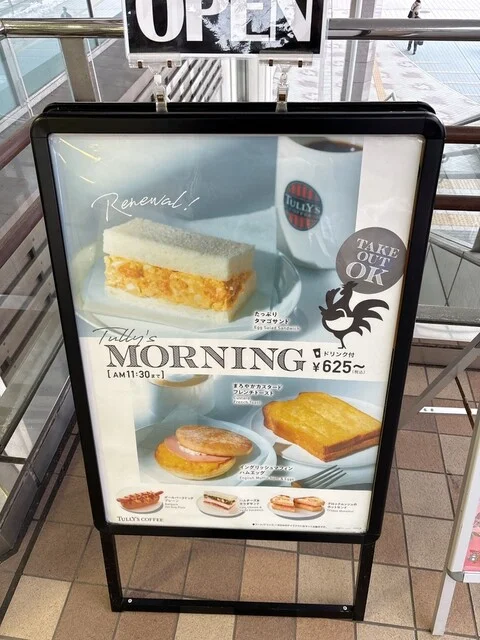 OPEN
Renewal!
TULLY'S
TAKE
OUT
OK
たっぷり
タマゴサンド
Egg Salad Sandwich
Tully's
MORNING
[AM11:30まで]
ドリンク付
¥625~
(税込)
まろやかカスタード
フレンチトースト
French Toast
イングリッシュマフィン
ハムエッグ
TULLY'S COFFEE